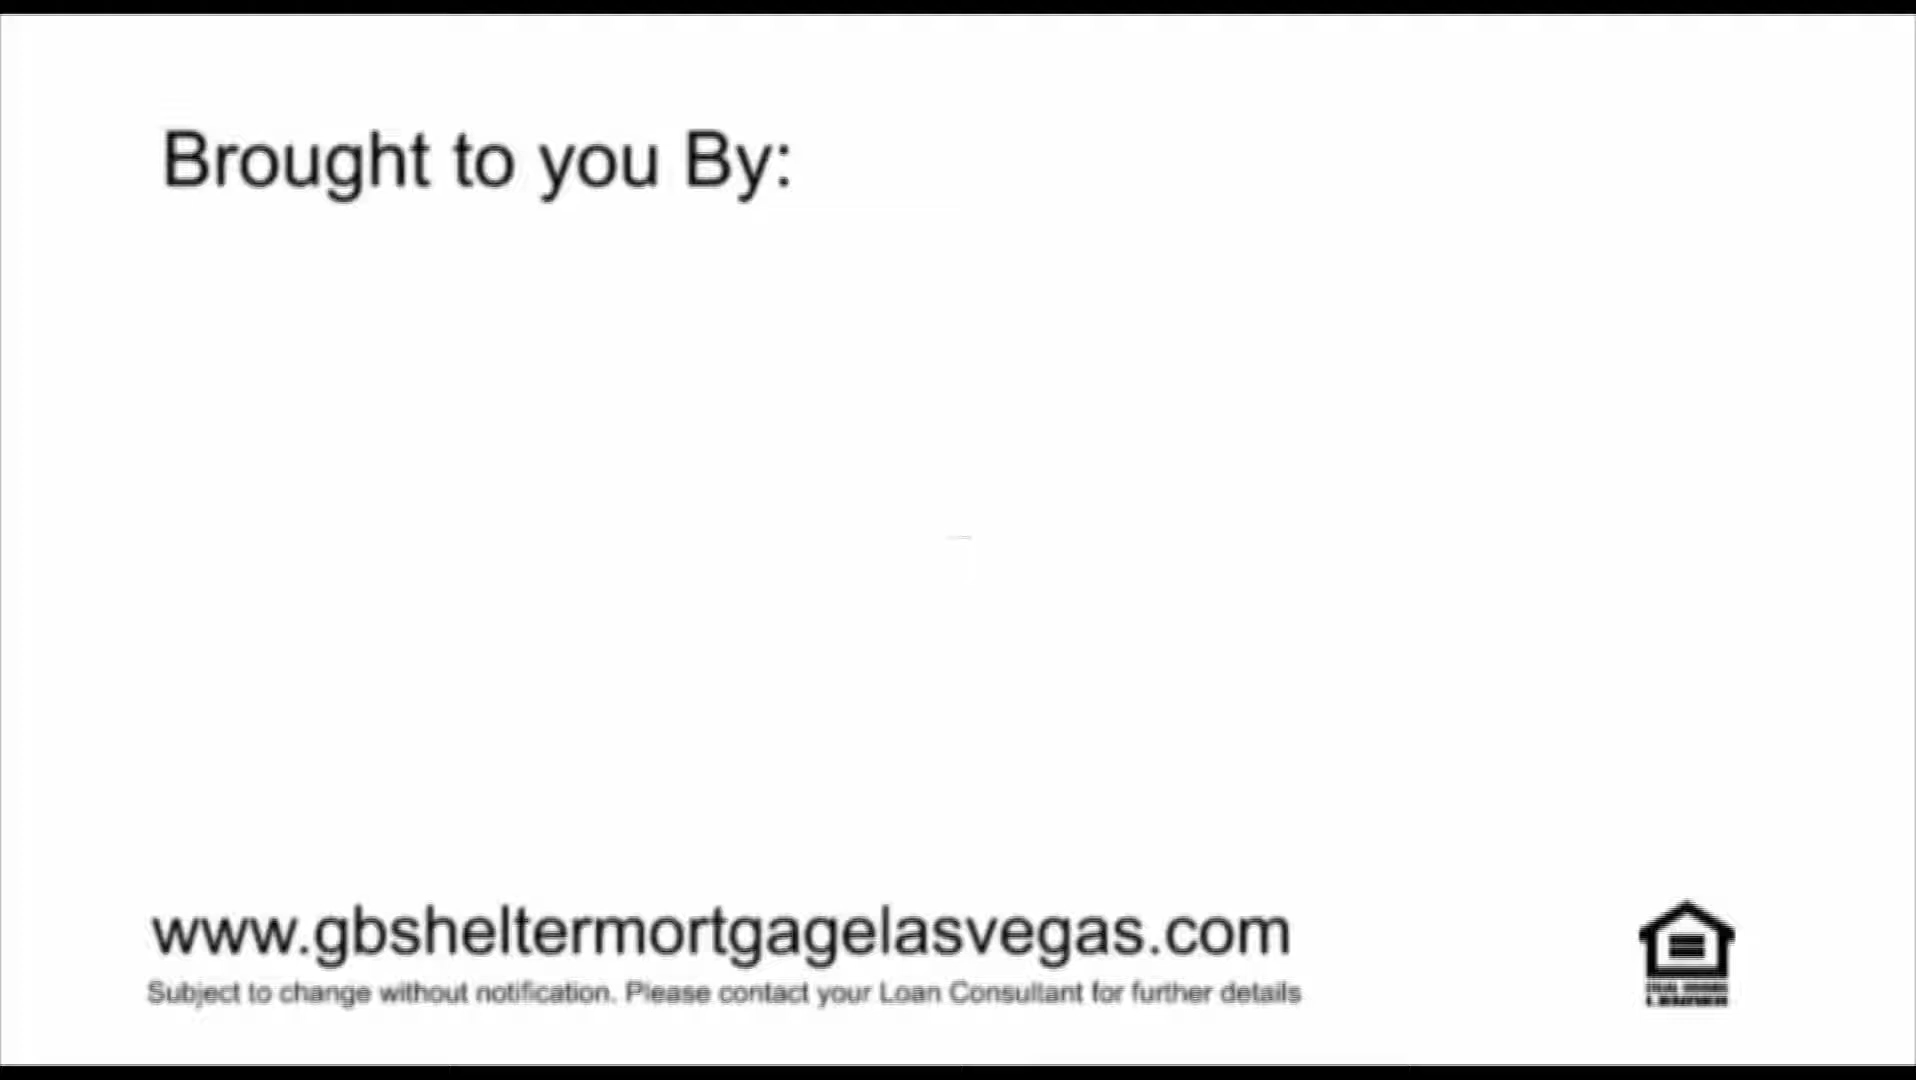 Brought to you By:
www.gbsheltermortgagelasvegas.com
Subject to change without notification. Please contact your Loan Consultant for further details
LENDER